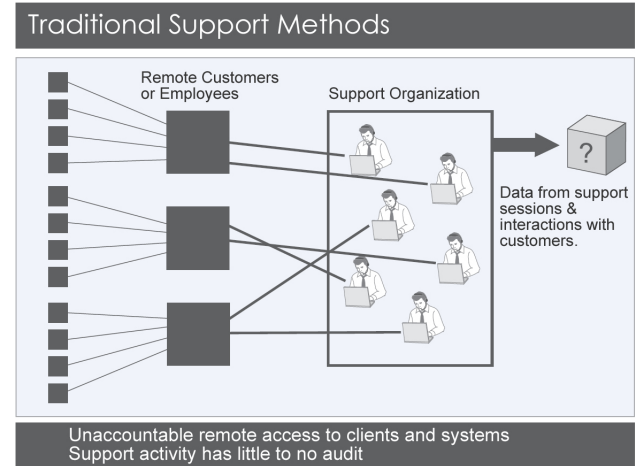 Traditional Support Methods
Remote Customers
or Employees
Support Organization
?
Data from support
sessions &
interactions with
customers.
Unaccountable remote access to clients and systems
Support activity has little to no audit